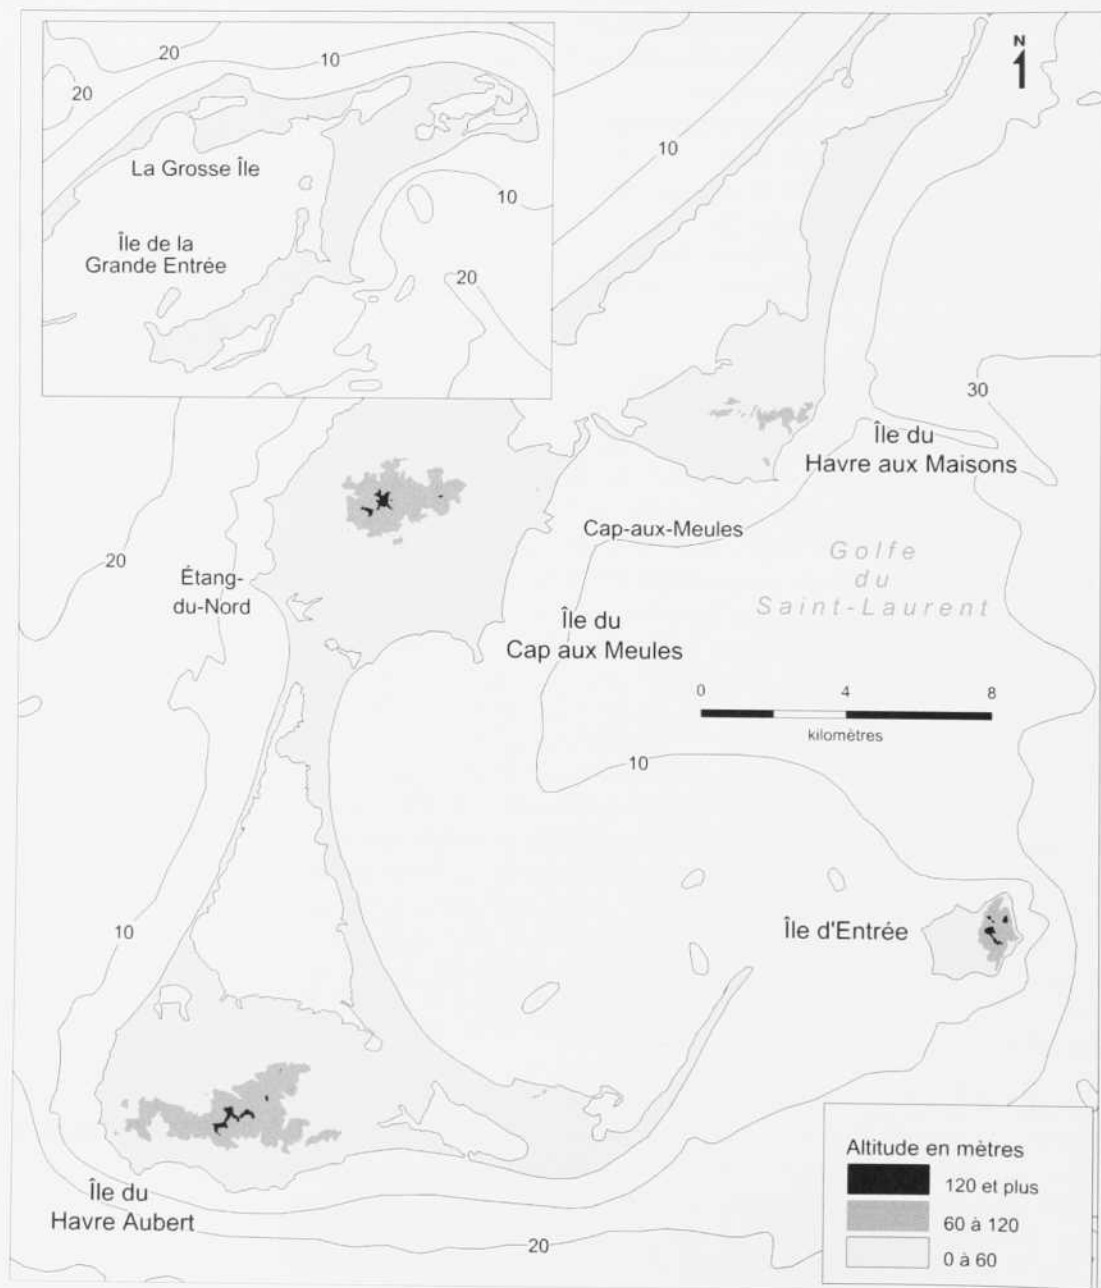 N
20
10
20
La Grosse Île
10
10
Île de la
Grande Entrée
20
30
Île du
Havre aux Maisons
Cap-aux-Meules
20
Golfe
du
Saint-Laurent
Étang-
du-Nord
Île du
Cap aux Meules
0 4 8
kilomètres
10
10
Île d'Entrée
Altitude en mètres
120 et plus
60 à 120
0 à 60
Île du
Havre Aubert
20